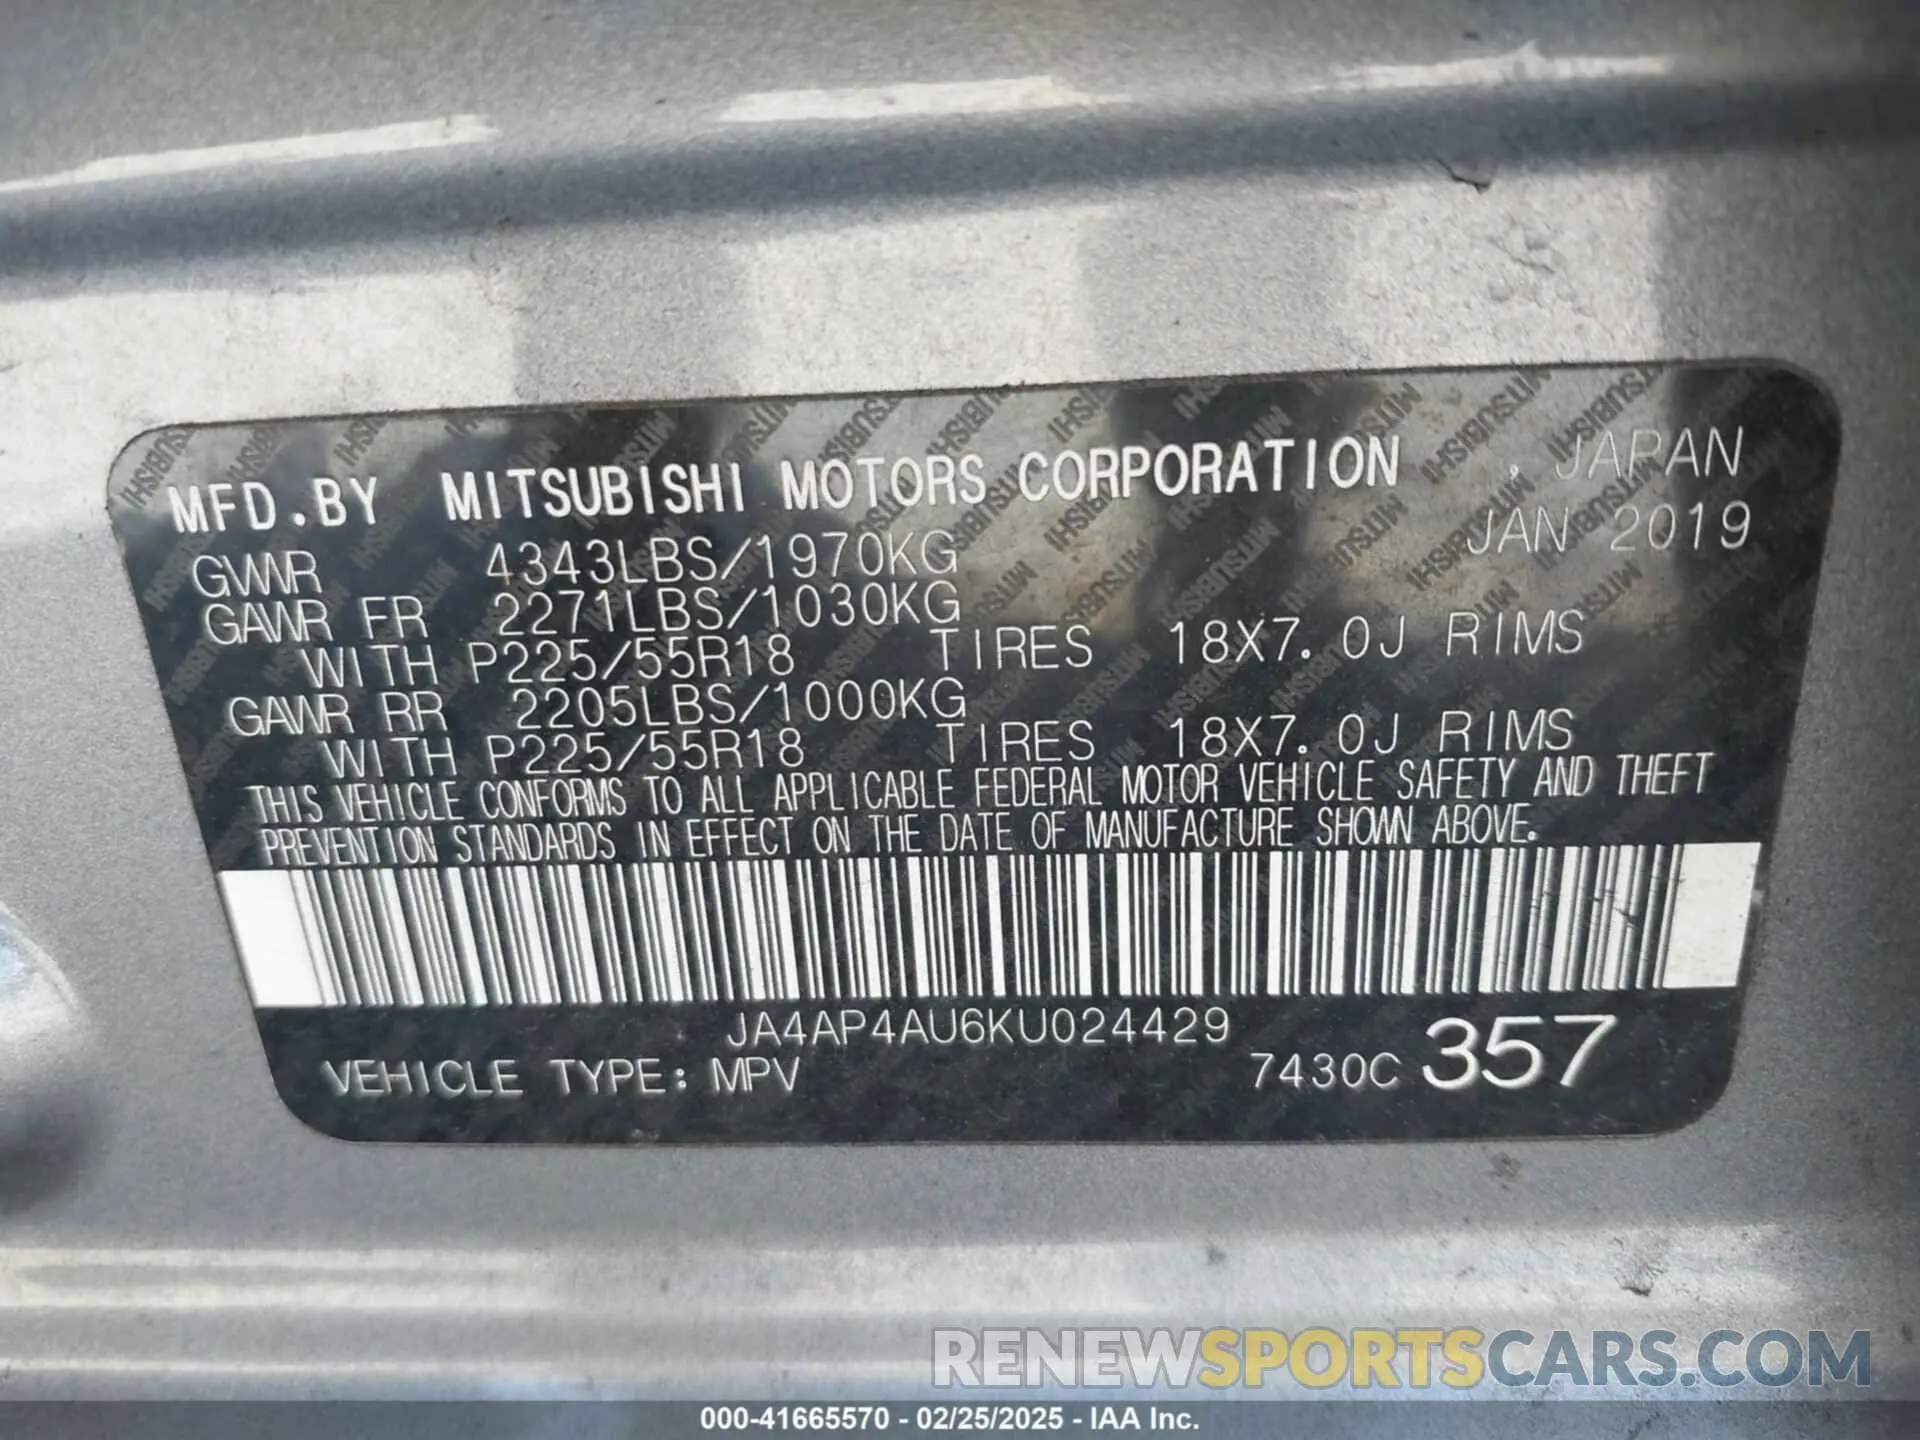 MFD.BY MITSUBISHI MOTORS CORPORATION . JAPAN
JAN 2019
GVWR 4343LBS/1970KG
GAWR FR 2271LBS/1030KG
WITH P225/55R18 TIRES 18X7.0J RIMS
GAWR RR 2205LBS/1000KG
WITH P225/55R18 TIRES 18X7.0J RIMS
THIS VEHICLE CONFORMS TO ALL APPLICABLE FEDERAL MOTOR VEHICLE SAFETY AND THEFT
PREVENTION STANDARDS IN EFFECT ON THE DATE OF MANUFACTURE SHOWN ABOVE.
JA4AP4AU6KU024429
VEHICLE TYPE: MPV 7430C 357
RENEWSPORTSCARS.COM
000-41665570 - 02/25/2025 - IAA Inc.